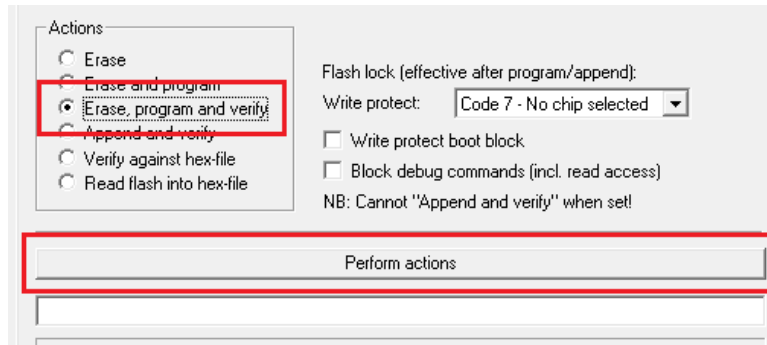 Actions
Erase
Erase and program
Erase, program and verify
Append and verify
Verify against hex-file
Read flash into hex-file
Flash lock (effective after program/append):
Write protect: Code 7 - No chip selected
Write protect boot block
Block debug commands (incl. read access)
NB: Cannot "Append and verify" when set!
Perform actions